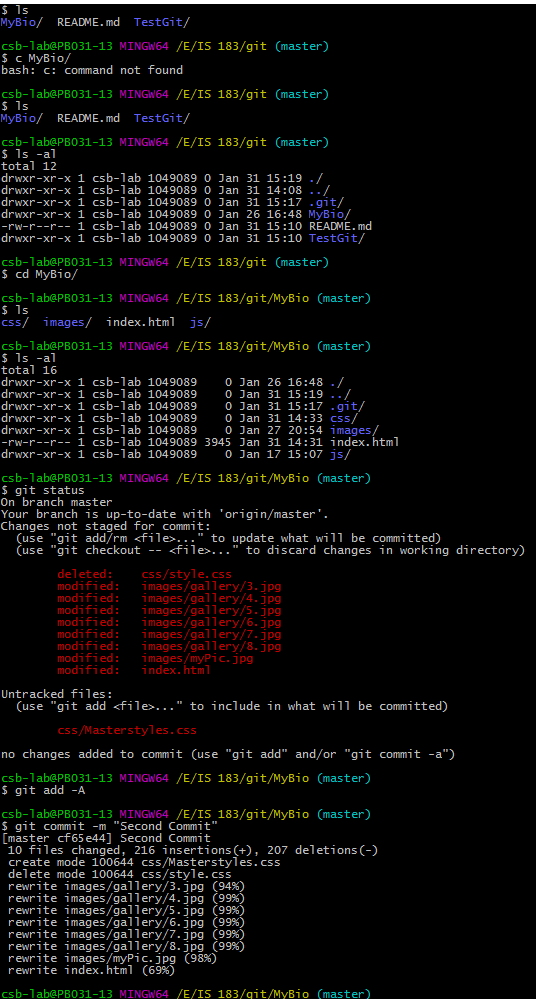 $ ls
MyBio/  README.md  TestGit/

csb-lab@PB031-13 MINGW64 /E/IS 183/git (master)
$ c MyBio/
bash: c: command not found

csb-lab@PB031-13 MINGW64 /E/IS 183/git (master)
$ ls
MyBio/  README.md  TestGit/

csb-lab@PB031-13 MINGW64 /E/IS 183/git (master)
$ ls -al
total 12
drwxr-xr-x 1 csb-lab 1049089 0 Jan 31 15:19 ./
drwxr-xr-x 1 csb-lab 1049089 0 Jan 31 14:08 ../
drwxr-xr-x 1 csb-lab 1049089 0 Jan 31 15:17 .git/
drwxr-xr-x 1 csb-lab 1049089 0 Jan 26 16:48 MyBio/
-rw-r--r-- 1 csb-lab 1049089 0 Jan 31 15:10 README.md
drwxr-xr-x 1 csb-lab 1049089 0 Jan 31 15:10 TestGit/

csb-lab@PB031-13 MINGW64 /E/IS 183/git (master)
$ cd MyBio/

csb-lab@PB031-13 MINGW64 /E/IS 183/git/MyBio (master)
$ ls
css/  images/  index.html  js/

csb-lab@PB031-13 MINGW64 /E/IS 183/git/MyBio (master)
$ ls -al
total 16
drwxr-xr-x 1 csb-lab 1049089    0 Jan 26 16:48 ./
drwxr-xr-x 1 csb-lab 1049089    0 Jan 31 15:19 ../
drwxr-xr-x 1 csb-lab 1049089    0 Jan 31 15:17 .git/
drwxr-xr-x 1 csb-lab 1049089    0 Jan 31 14:33 css/
drwxr-xr-x 1 csb-lab 1049089    0 Jan 27 20:54 images/
-rw-r--r-- 1 csb-lab 1049089 3945 Jan 31 14:31 index.html
drwxr-xr-x 1 csb-lab 1049089    0 Jan 17 15:07 js/

csb-lab@PB031-13 MINGW64 /E/IS 183/git/MyBio (master)
$ git status
On branch master
Your branch is up-to-date with 'origin/master'.
Changes not staged for commit:
  (use "git add/rm <file>..." to update what will be committed)
  (use "git checkout -- <file>..." to discard changes in working directory)

        deleted:    css/style.css
        modified:   images/gallery/3.jpg
        modified:   images/gallery/4.jpg
        modified:   images/gallery/5.jpg
        modified:   images/gallery/6.jpg
        modified:   images/gallery/7.jpg
        modified:   images/gallery/8.jpg
        modified:   images/myPic.jpg
        modified:   index.html

Untracked files:
  (use "git add <file>..." to include in what will be committed)

        css/Masterstyles.css

no changes added to commit (use "git add" and/or "git commit -a")

csb-lab@PB031-13 MINGW64 /E/IS 183/git/MyBio (master)
$ git add -A

csb-lab@PB031-13 MINGW64 /E/IS 183/git/MyBio (master)
$ git commit -m "Second Commit"
[master cf65e44] Second Commit
 10 files changed, 216 insertions(+), 207 deletions(-)
 create mode 100644 css/Masterstyles.css
 delete mode 100644 css/style.css
 rewrite images/gallery/3.jpg (94%)
 rewrite images/gallery/4.jpg (99%)
 rewrite images/gallery/5.jpg (99%)
 rewrite images/gallery/6.jpg (99%)
 rewrite images/gallery/7.jpg (99%)
 rewrite images/gallery/8.jpg (99%)
 rewrite images/myPic.jpg (98%)
 rewrite index.html (69%)

csb-lab@PB031-13 MINGW64 /E/IS 183/git/MyBio (master)